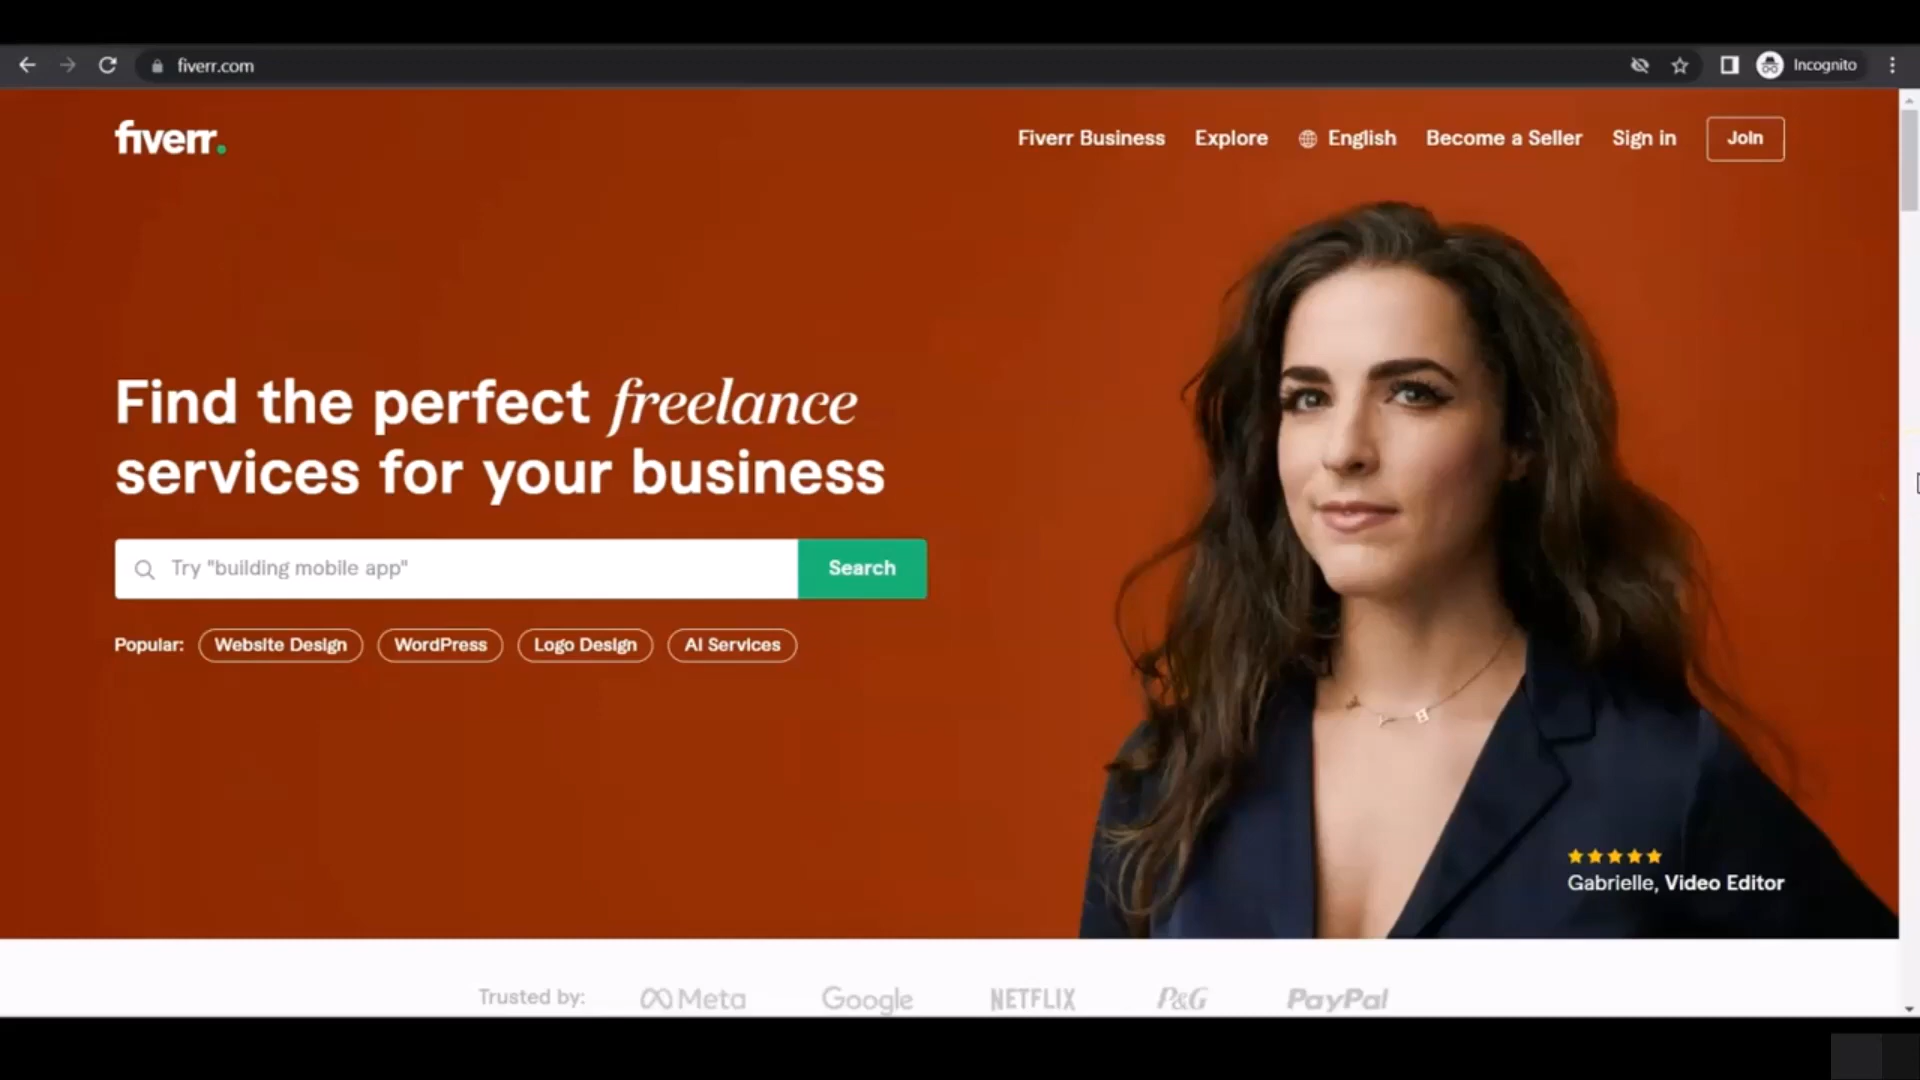 fiverr.com
Incognito
fiverr.
Fiverr Business Explore English Become a Seller Sign in Join
Find the perfect freelance
services for your business
Try "building mobile app" Search
Popular: Website Design WordPress Logo Design AI Services
Gabrielle, Video Editor
Trusted by: Meta Google NETFLIX P&G PayPal